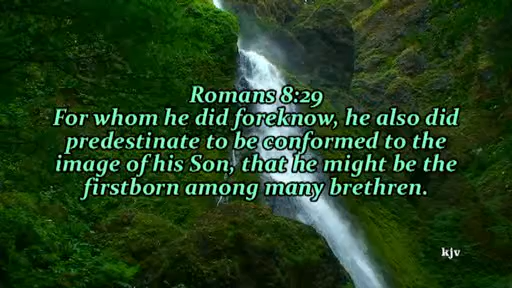 Romans 8:29
For whom he did foreknow, he also did
predestinate to be conformed to the
image of his Son, that he might be the
firstborn among many brethren.
kjv